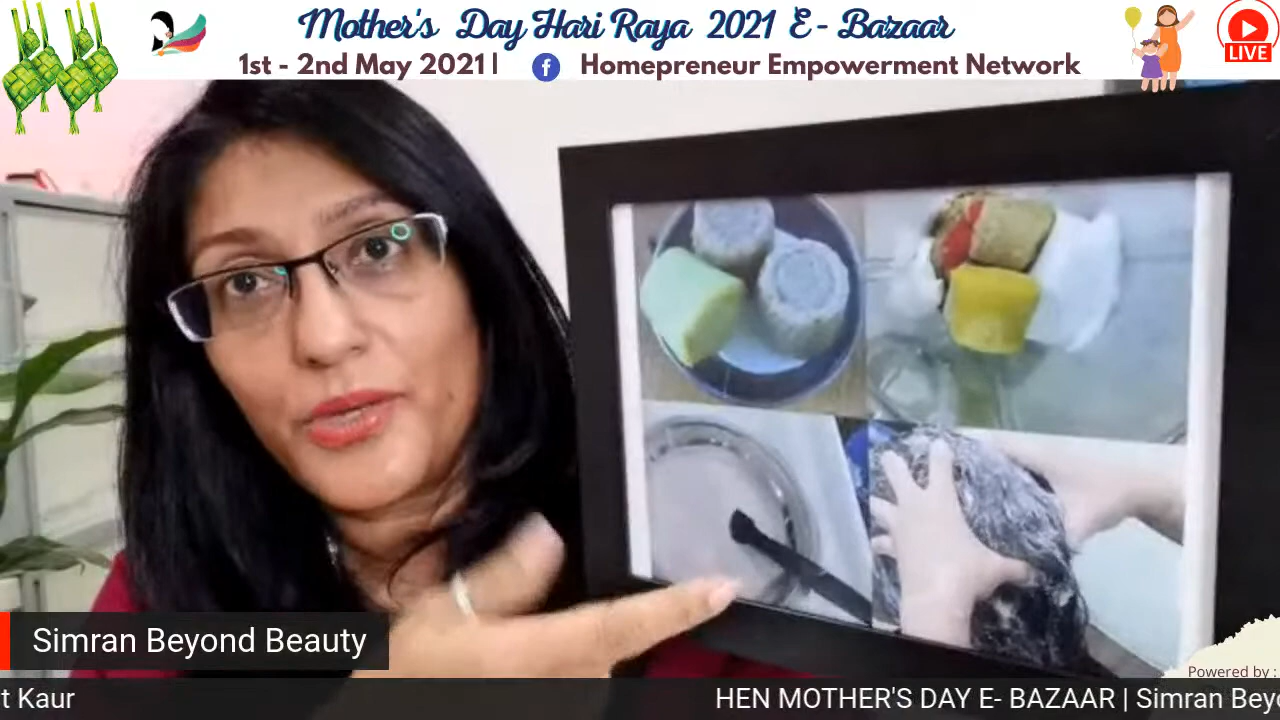 Mother's Day Hari Raya 2021 E - Bazaar
1st - 2nd May 2021 | f Homepreneur Empowerment Network
LIVE
Simran Beyond Beauty
Powered by :
t Kaur HEN MOTHER'S DAY E- BAZAAR | Simran Beyo